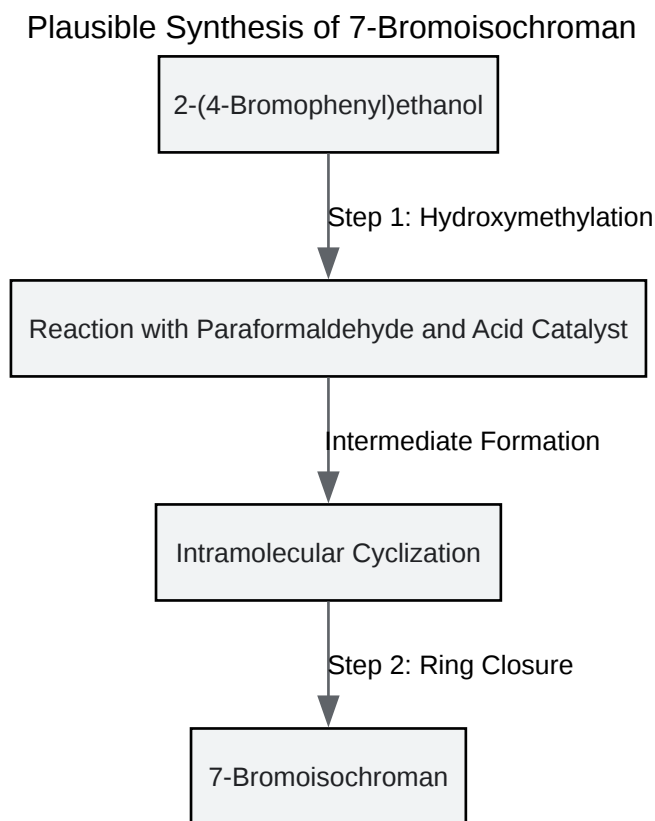 Plausible Synthesis of 7-Bromoisochroman
2-(4-Bromophenyl)ethanol
Step 1: Hydroxymethylation
Reaction with Paraformaldehyde and Acid Catalyst
Intermediate Formation
Intramolecular Cyclization
Step 2: Ring Closure
7-Bromoisochroman